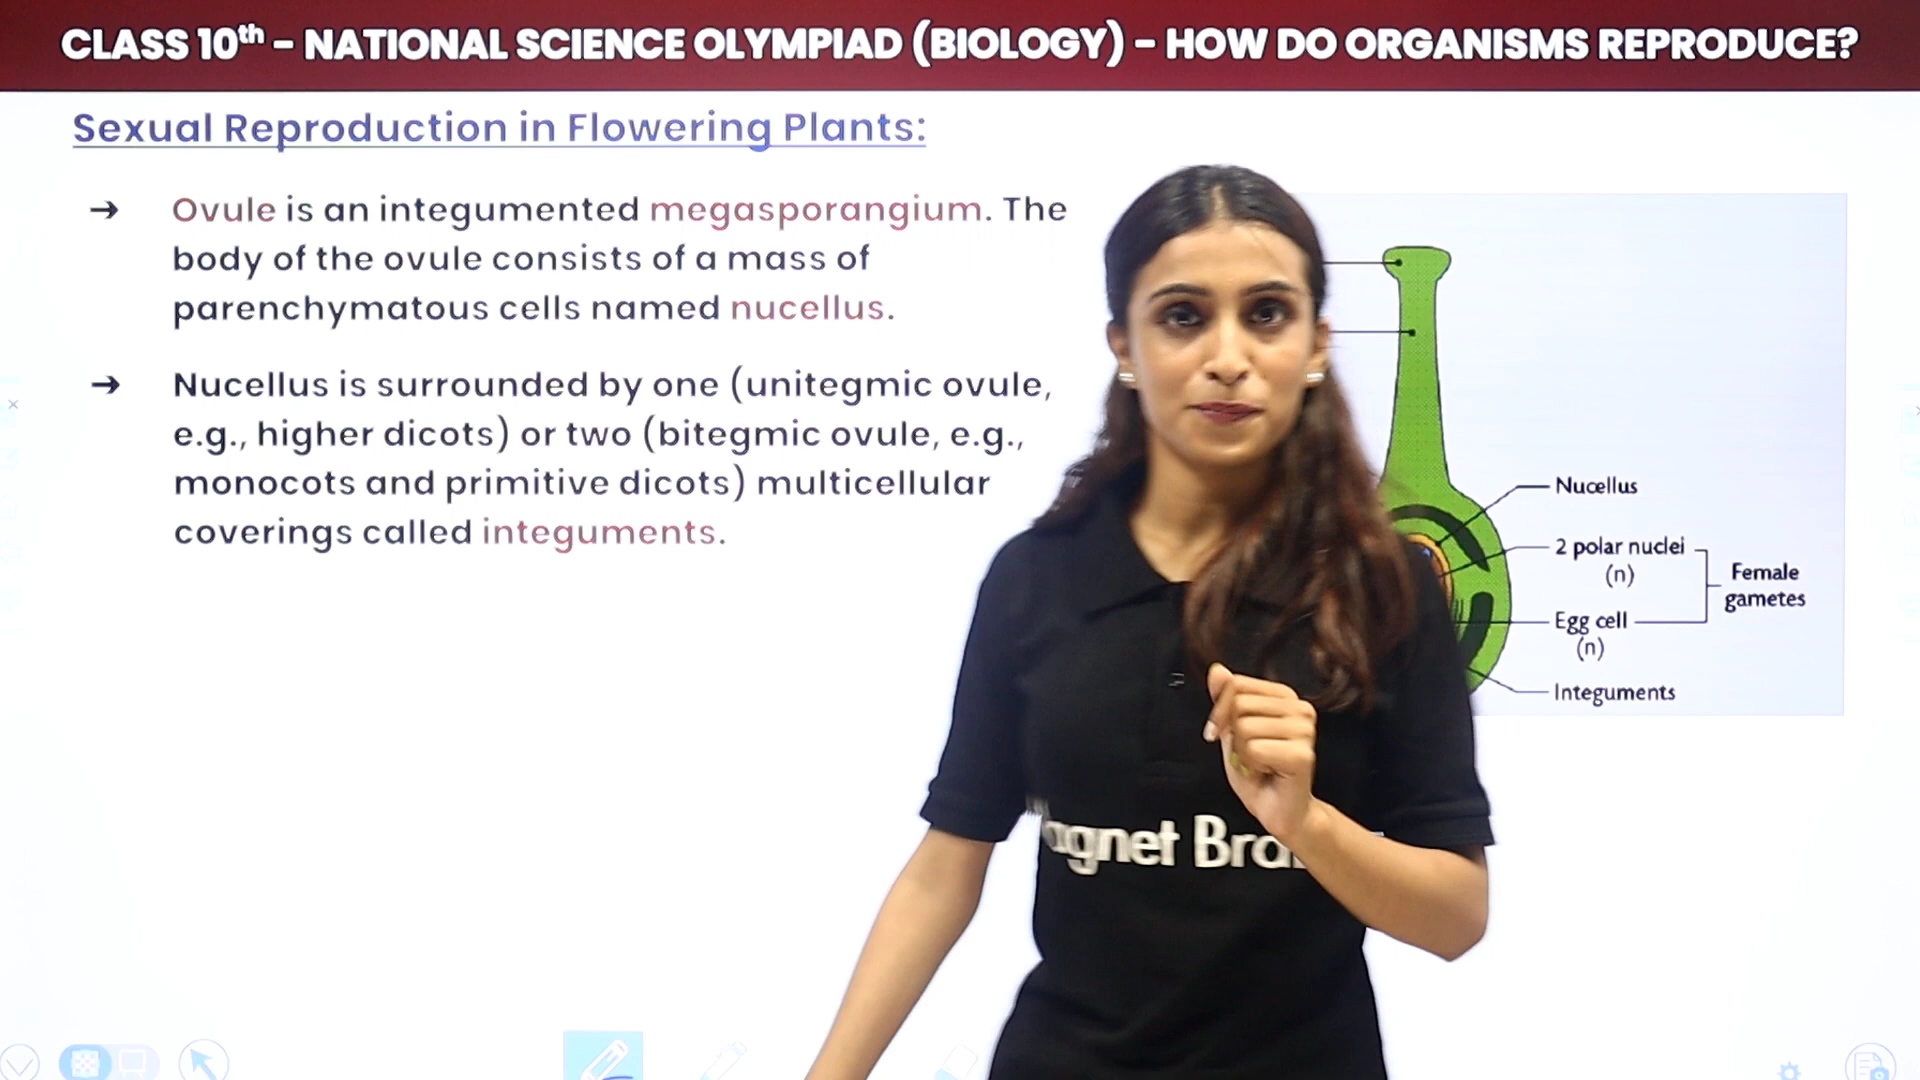 CLASS 10th – NATIONAL SCIENCE OLYMPIAD (BIOLOGY) – HOW DO ORGANISMS REPRODUCE?
Sexual Reproduction in Flowering Plants:
→ Ovule is an integumented megasporangium. The
body of the ovule consists of a mass of
parenchymatous cells named nucellus.
→ Nucellus is surrounded by one (unitegmic ovule,
e.g., higher dicots) or two (bitegmic ovule, e.g.,
monocots and primitive dicots) multicellular
coverings called integuments.
Nucellus
2 polar nuclei
(n)
Female
gametes
Egg cell
(n)
Integuments
agnet Bra